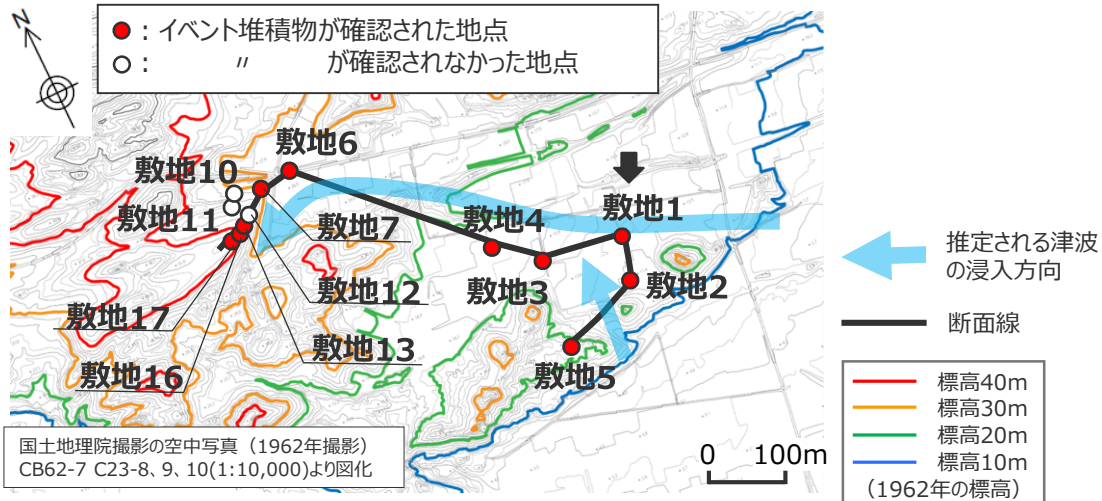 N
● : イベント堆積物が確認された地点
○ : 〃 が確認されなかった地点
敷地6
敷地10
敷地11
敷地1
敷地4
敷地7
敷地3
敷地2
敷地12
敷地17
敷地13
敷地5
敷地16
推定される津波
の浸入方向
断面線
標高40m
標高30m
標高20m
標高10m
(1962年の標高)
国土地理院撮影の空中写真(1962年撮影)
CB62-7 C23-8、9、10(1:10,000)より図化
0 100m